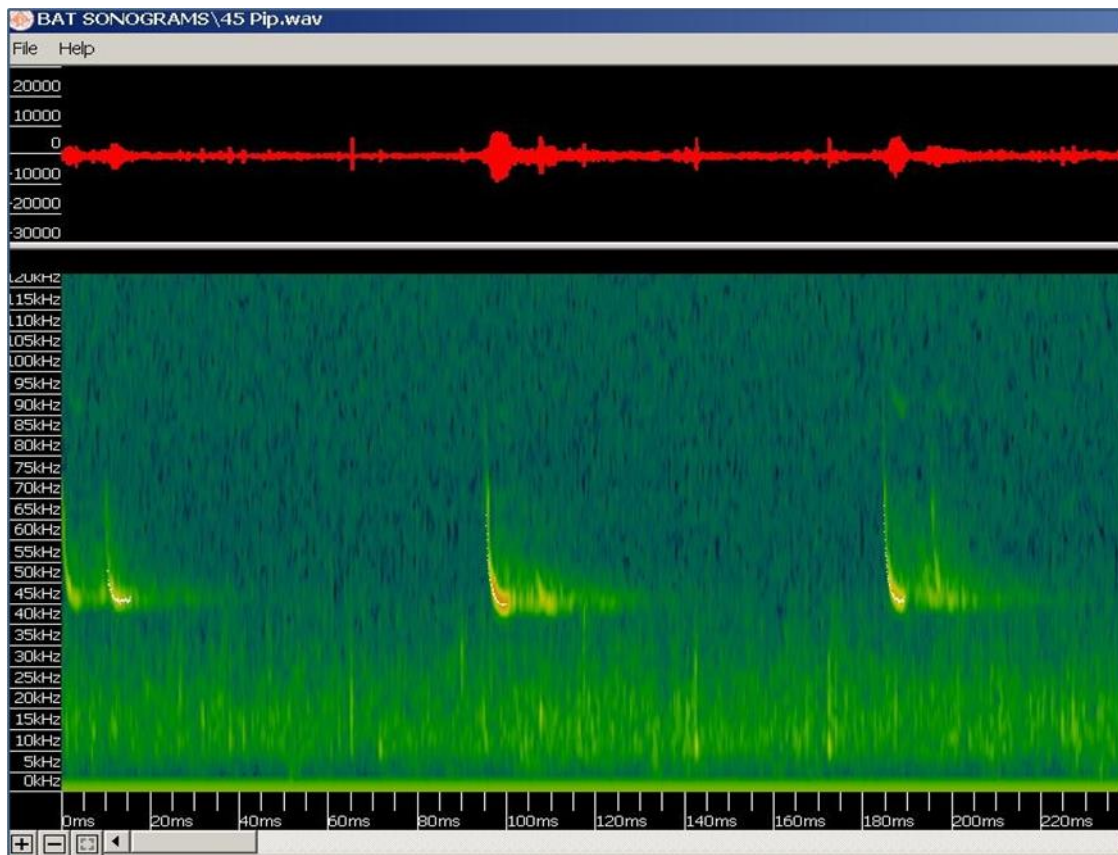 BAT SONOGRAMS\45 Pip.wav
File Help
20000
10000
0
-10000
-20000
-30000
120kHz
115kHz
110kHz
105kHz
100kHz
95kHz
90kHz
85kHz
80kHz
75kHz
70kHz
65kHz
60kHz
55kHz
50kHz
45kHz
40kHz
35kHz
30kHz
25kHz
20kHz
15kHz
10kHz
5kHz
0kHz
0ms 20ms 40ms 60ms 80ms 100ms 120ms 140ms 160ms 180ms 200ms 220ms